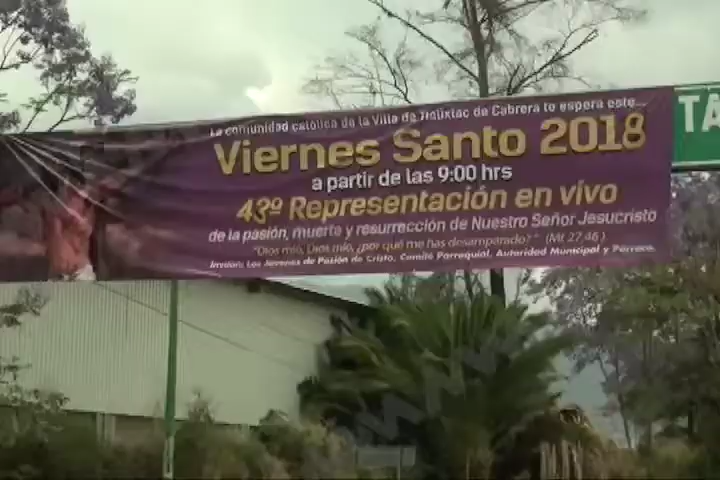 La comunidad católica de la Villa de Tlalixtac de Cabrera te espera este...
Viernes Santo 2018
a partir de las 9:00 hrs
43º Representación en vivo
de la pasión, muerte y resurrección de Nuestro Señor Jesucristo
"Dios mío, Dios mío, ¿por qué me has desamparado?" (Mt 27,46)
Invitan: Los Jóvenes de Pasión de Cristo, Comité Parroquial, Autoridad Municipal y Párroco.
TA